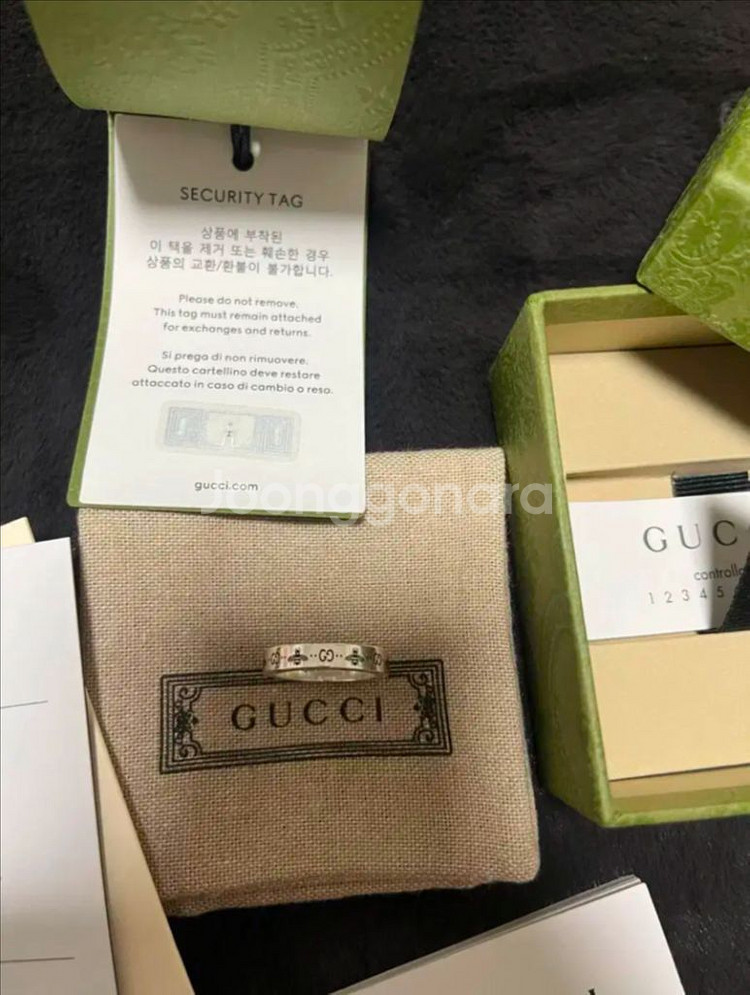 SECURITY TAG
상품에 부착된
이 택을 제거 또는 훼손한 경우
상품의 교환/환불이 불가합니다.
Please do not remove.
This tag must remain attached
for exchanges and returns.
Si prega di non rimuovere.
Questo cartellino deve restare
attaccato in caso di cambio o reso.
gucci.com
Joonggonara
GUC
controllo
1 2 3 4 5
GG GG GG
GUCCI